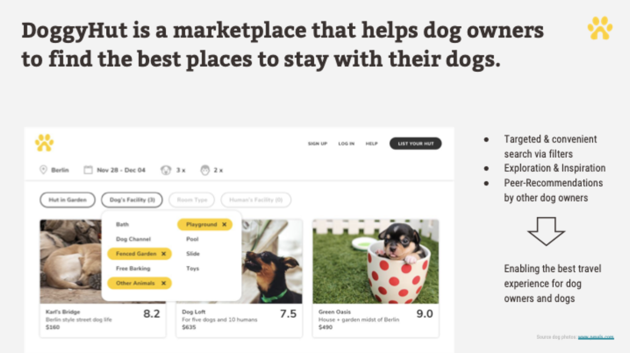 DoggyHut is a marketplace that helps dog owners
to find the best places to stay with their dogs.
SIGN UP LOG IN HELP LIST YOUR HUT
Berlin Nov 28 - Dec 04 3 x 2 x
Hut in Garden Dog's Facility (3) Room Type Human's Facility (0)
Bath Playground ×
Dog Channel Pool
Fenced Garden × Slide
Free Barking Toys
Other Animals ×
Karl's Bridge 8.2
Berlin style street dog life
$160
Dog Loft 7.5
For five dogs and 10 humans
$635
Green Oasis 9.0
House + garden midst of Berlin
$490
• Targeted & convenient
search via filters
• Exploration & Inspiration
• Peer-Recommendations
by other dog owners
Enabling the best travel
experience for dog
owners and dogs
Source dog photos: www.pexels.com